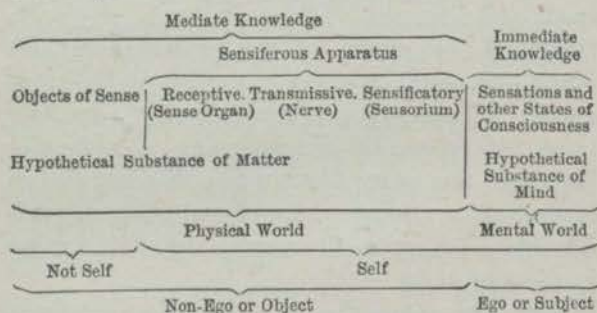 Mediate Knowledge
Immediate
Knowledge
Sensiferous Apparatus
Objects of Sense
Receptive. Transmissive. Sensificatory
(Sense Organ) (Nerve) (Sensorium)
Sensations and
other States of
Consciousness
Hypothetical Substance of Matter
Hypothetical
Substance of
Mind
Physical World
Mental World
Not Self
Self
Non-Ego or Object
Ego or Subject